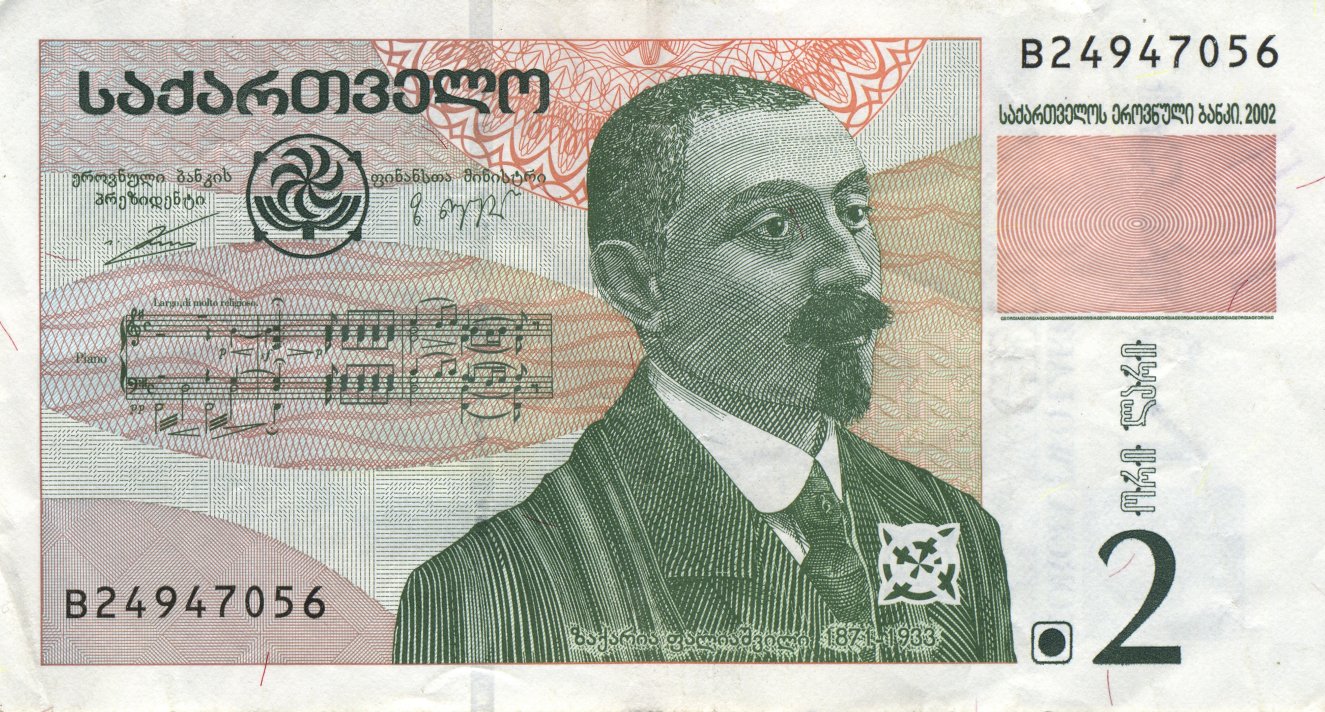 საქართველო
ეროვნული ბანკის
პრეზიდენტი
ფინანსთა მინისტრი
Largo, di molto religioso.
Piano
p
p
pp
B24947056
ზაქარია ფალიაშვილი 1871-1933
B24947056
საქართველოს ეროვნული ბანკი. 2002
ორი ლარი
2